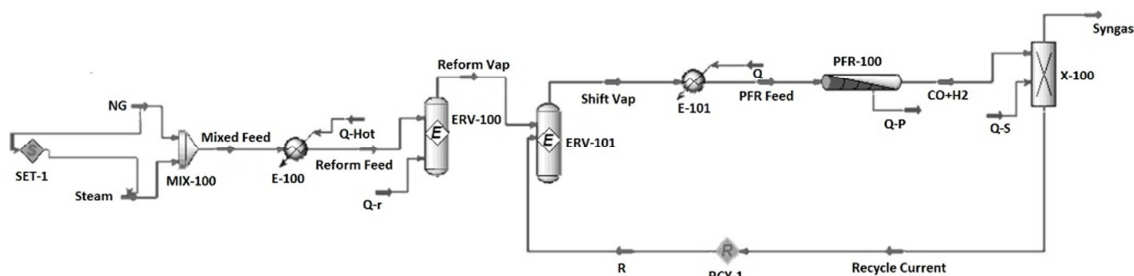 Syngas
Reform Vap
Q
PFR-100
X-100
NG
Shift Vap
E-101
PFR Feed
CO+H2
Q-Hot
ERV-100
Q-P
Q-S
Mixed Feed
E
E
ERV-101
S
SET-1
MIX-100
E-100
Reform Feed
Steam
Q-r
R
R
RCY-1
Recycle Current